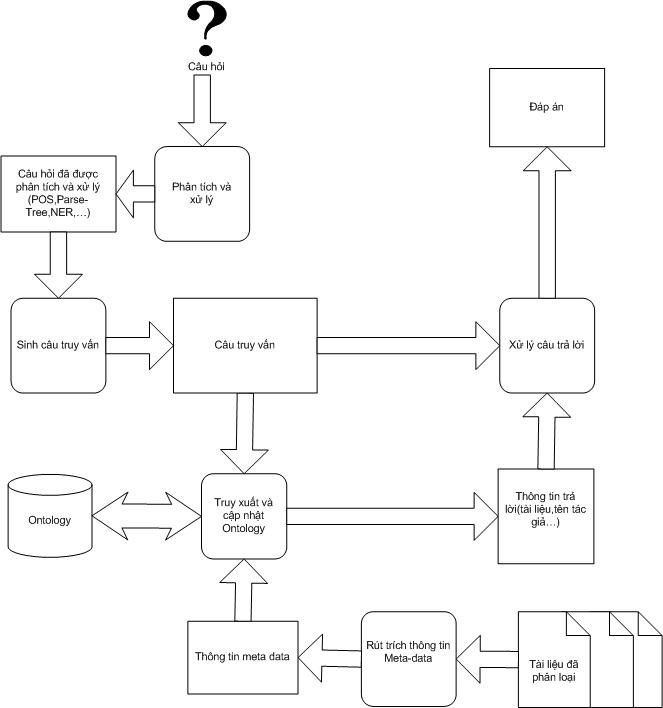 ?
Câu hỏi
Đáp án
Câu hỏi đã được
phân tích và xử lý
(POS,Parse-
Tree,NER,...)
Phân tích và
xử lý
Sinh câu truy vấn
Câu truy vấn
Xử lý câu trả lời
Ontology
Truy xuất và
cập nhật
Ontology
Thông tin trả
lời(tài liệu,tên tác
giả...)
Thông tin meta data
Rút trích thông tin
Meta-data
Tài liệu đã
phân loại